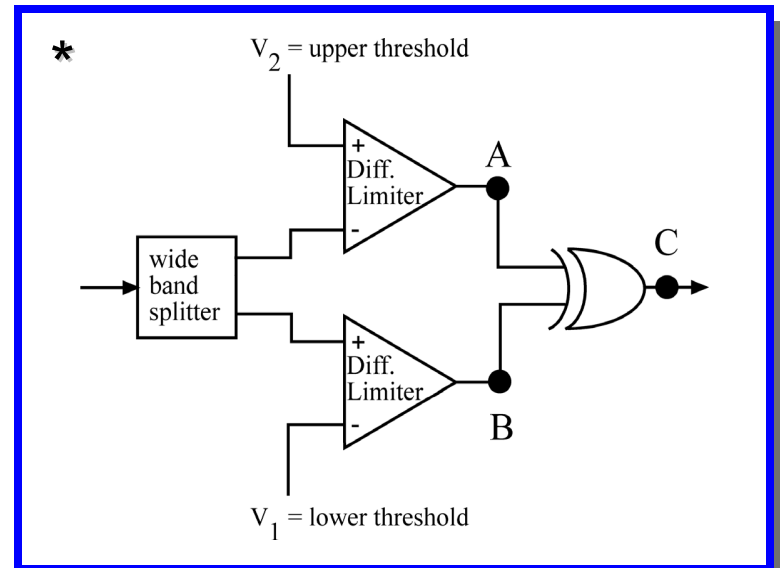 *
V2 = upper threshold
+
Diff.
Limiter
-
A
wide
band
splitter
C
+
Diff.
Limiter
-
B
V1 = lower threshold